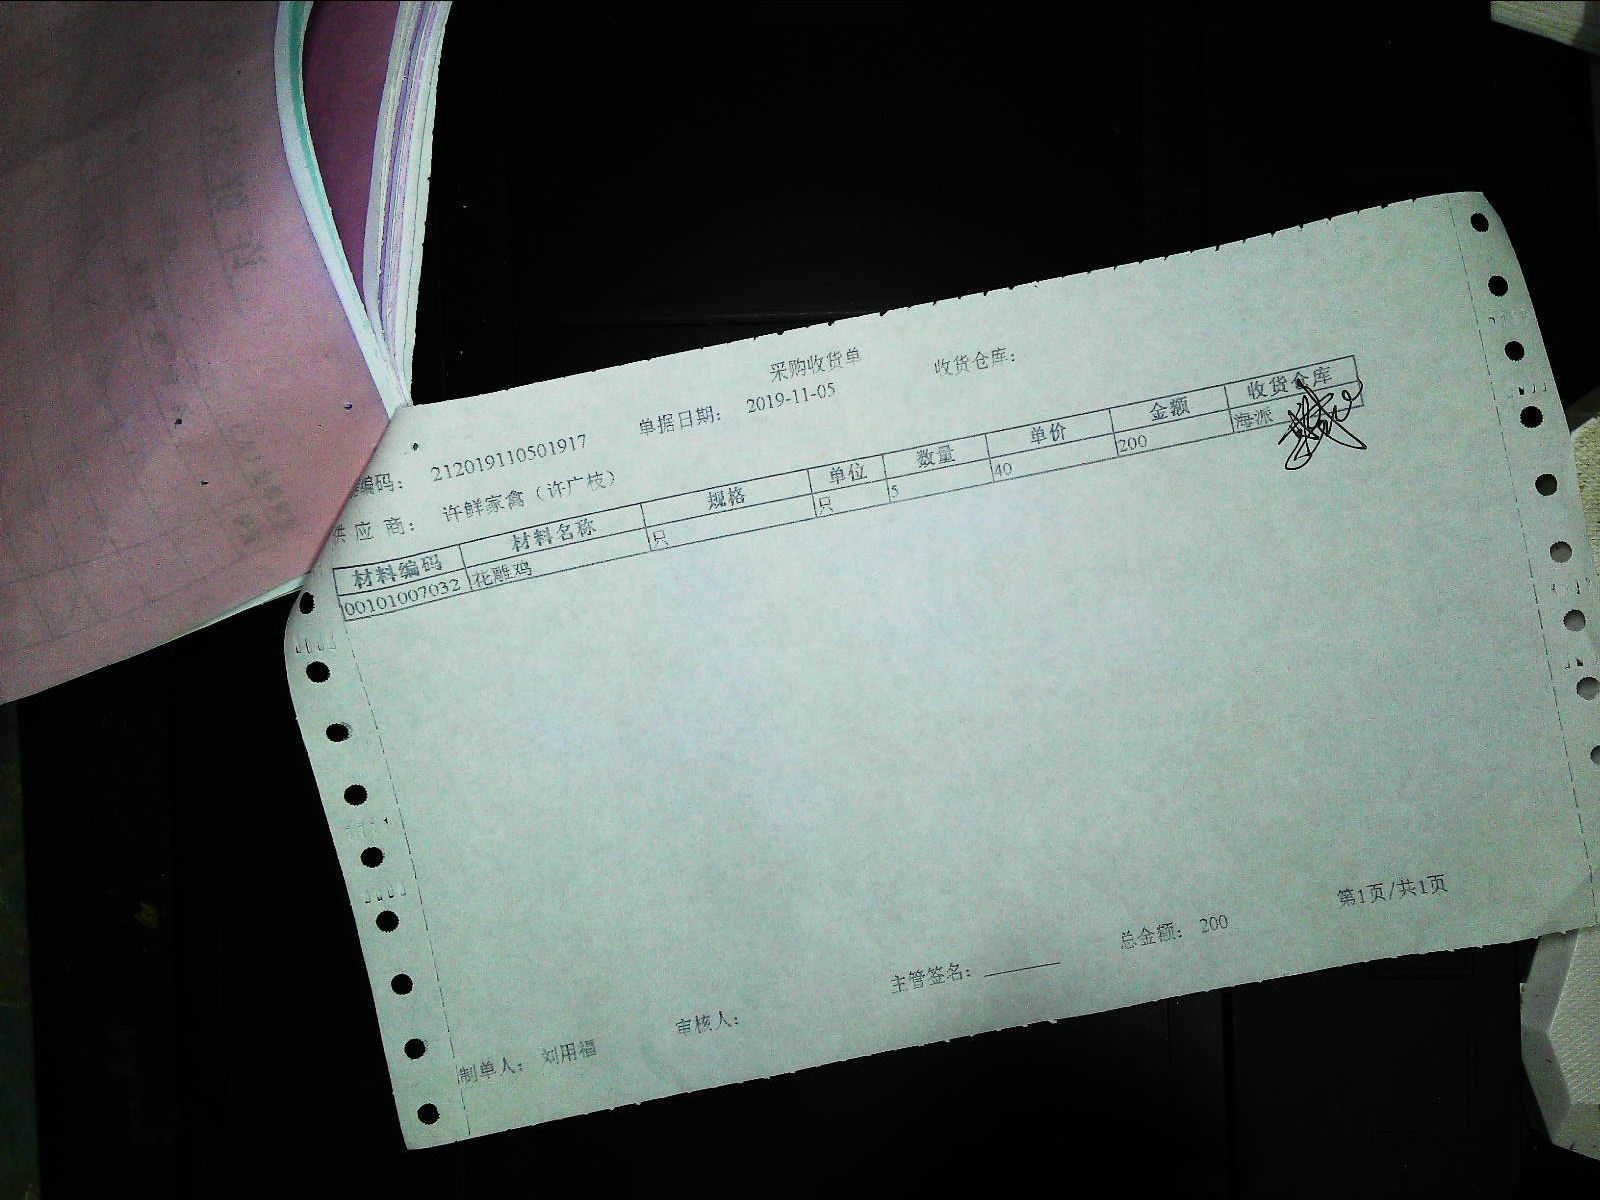 采购收货单 收货仓库：
编码： 212019110501917 单据日期： 2019-11-05
供应商： 许鲜家禽（许广枝）
材料编码 材料名称 规格 单位 数量 单价 金额 收货仓库
00101007032 花雕鸡 只 只 5 40 200 海派
制单人： 刘用福 审核人： 主管签名： 总金额： 200 第1页/共1页